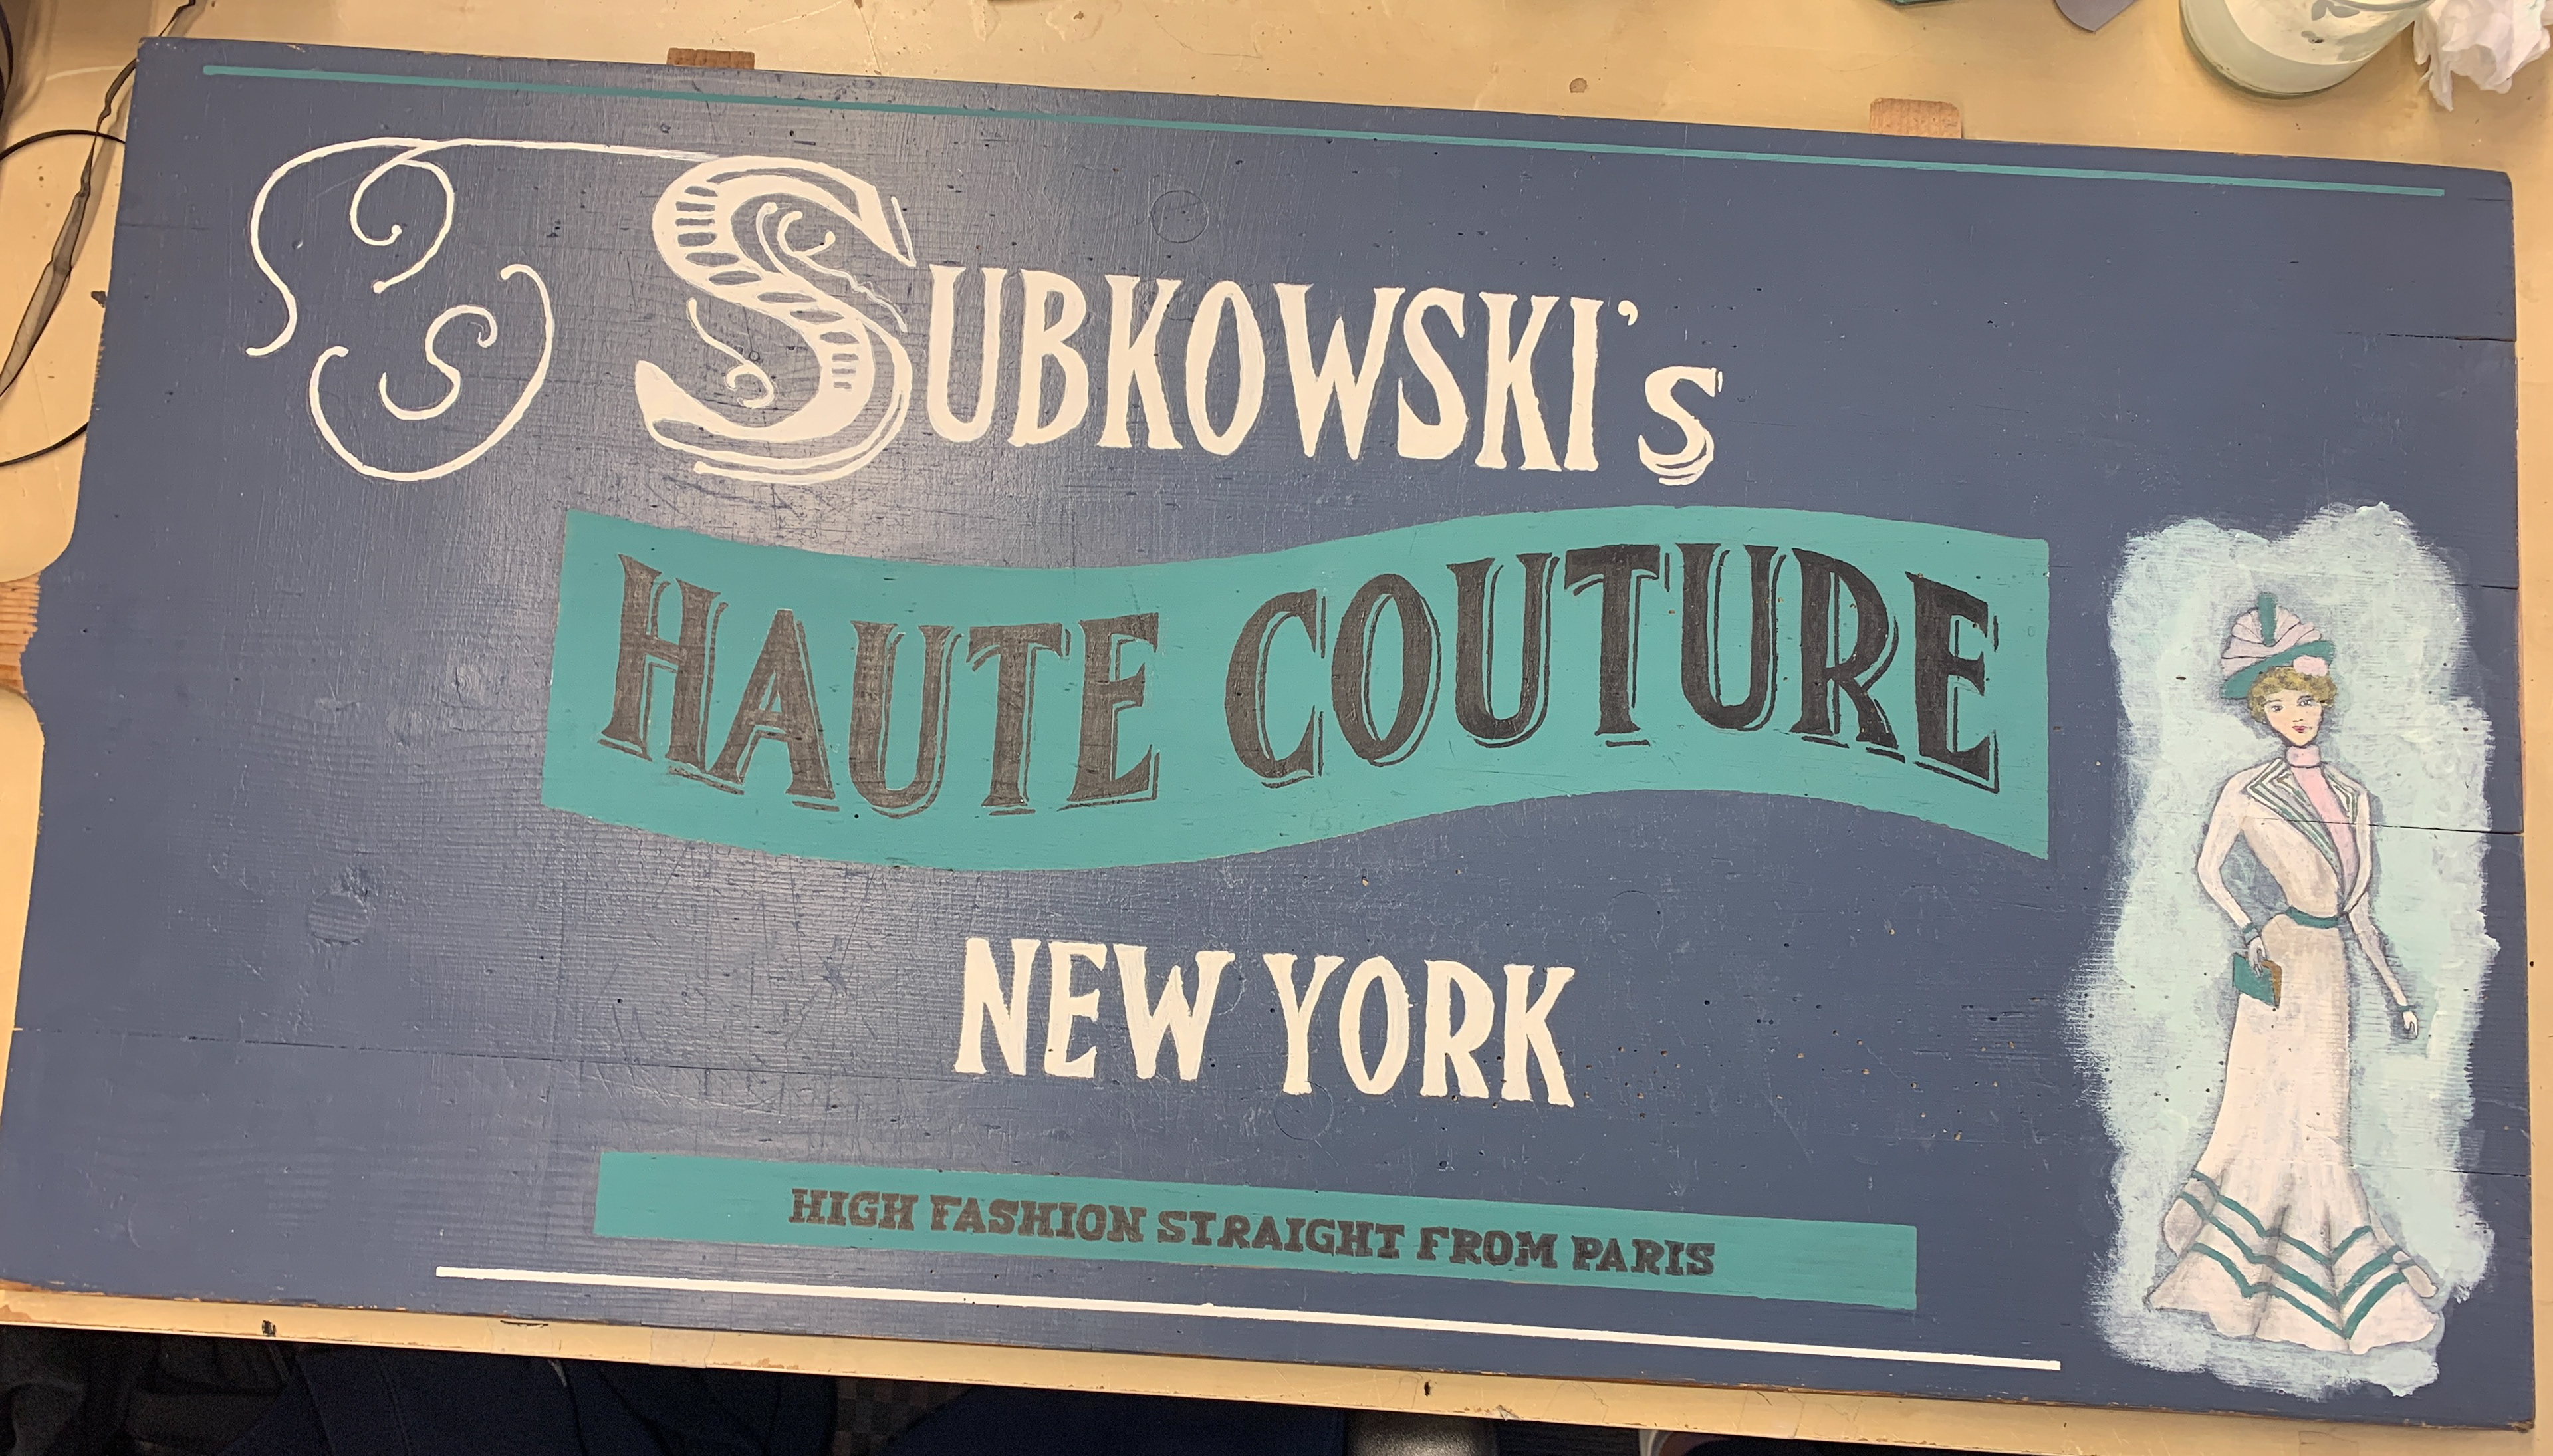 SUBKOWSKI's
HAUTE COUTURE
NEW YORK
HIGH FASHION STRAIGHT FROM PARIS